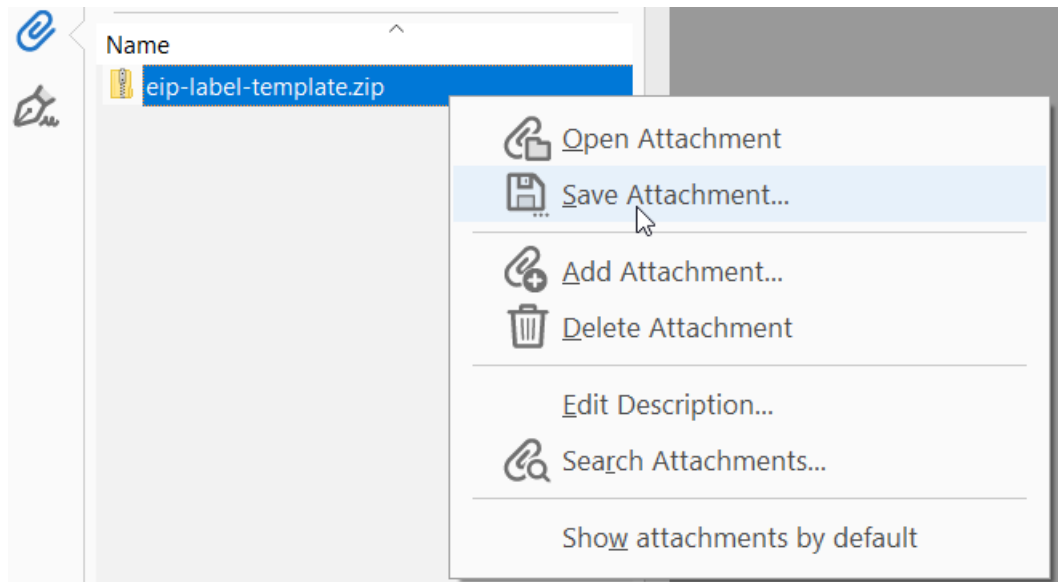 Name
eip-label-template.zip
Open Attachment
Save Attachment...
Add Attachment...
Delete Attachment
Edit Description...
Search Attachments...
Show attachments by default